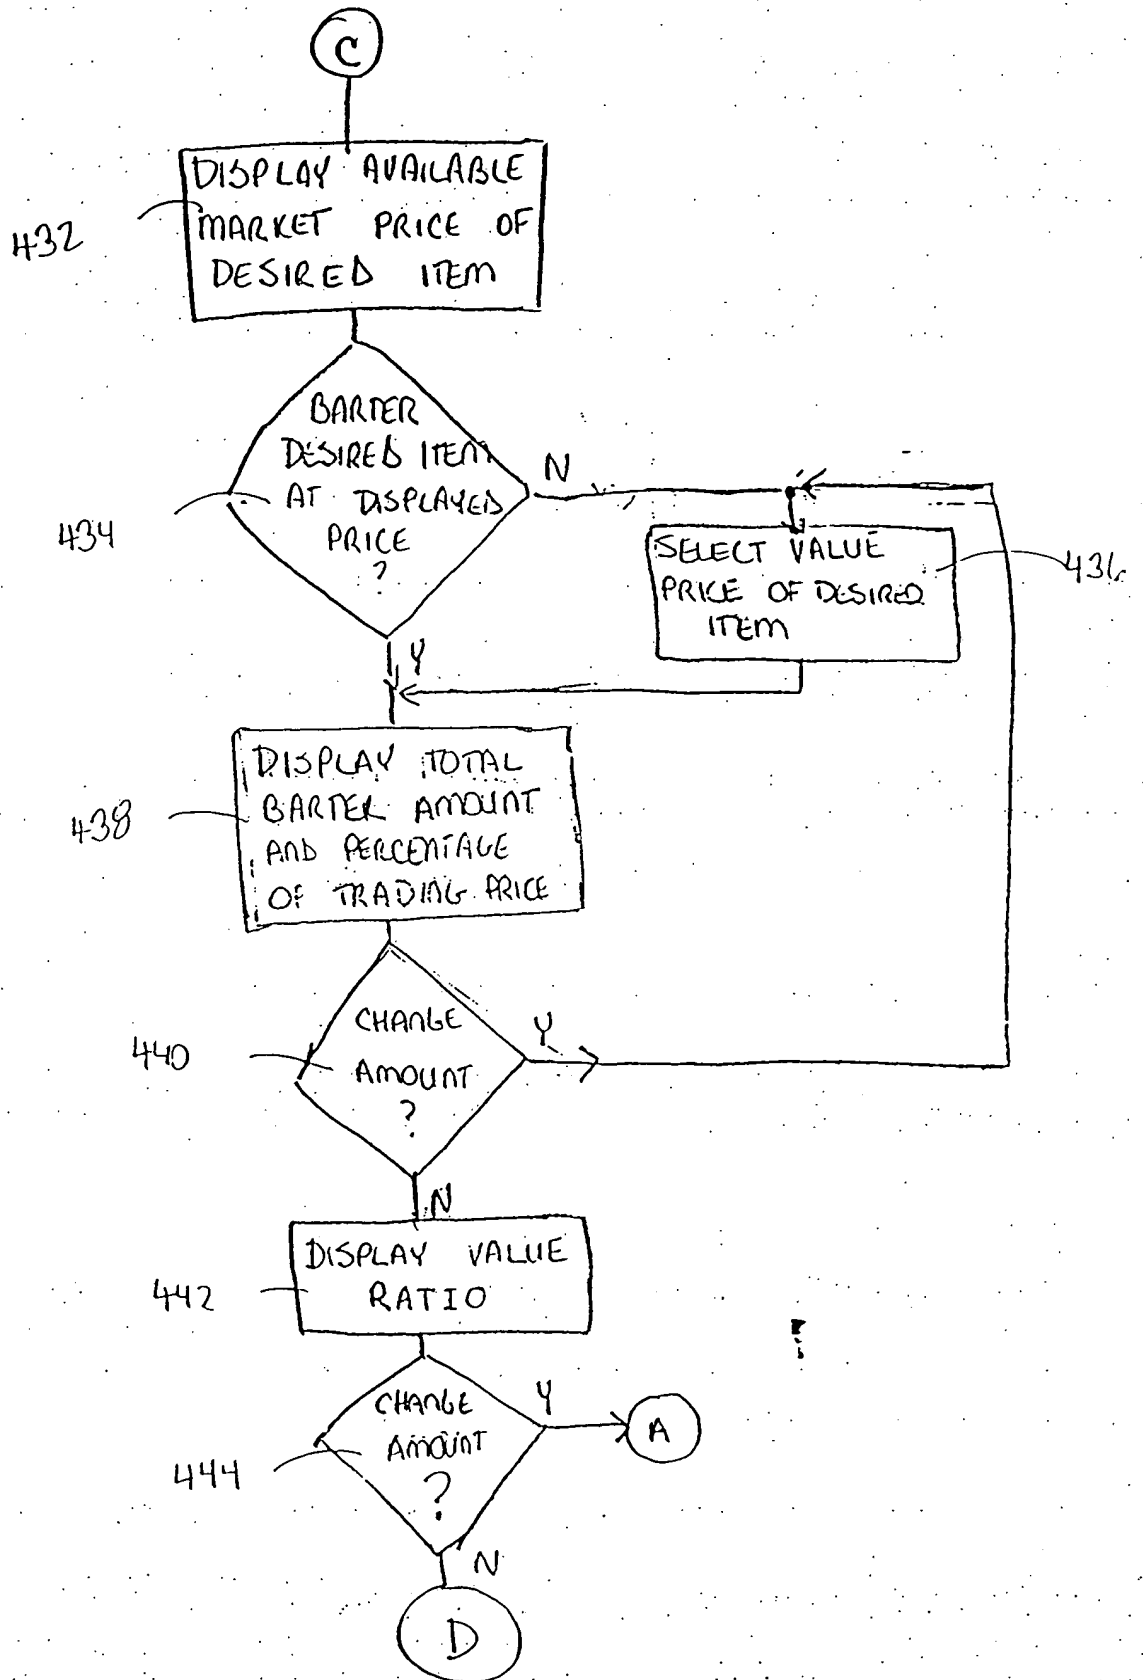 C
DISPLAY AVAILABLE
MARKET PRICE OF
DESIRED ITEM
432
BARTER
DESIRED ITEM
AT DISPLAYED
PRICE
?
N
434
SELECT VALUE
PRICE OF DESIRED
ITEM
436
Y
DISPLAY TOTAL
BARTER AMOUNT
AND PERCENTAGE
OF TRADING PRICE
438
CHANGE
AMOUNT
?
Y
440
N
DISPLAY VALUE
RATIO
442
CHANGE
AMOUNT
?
Y
A
444
N
D